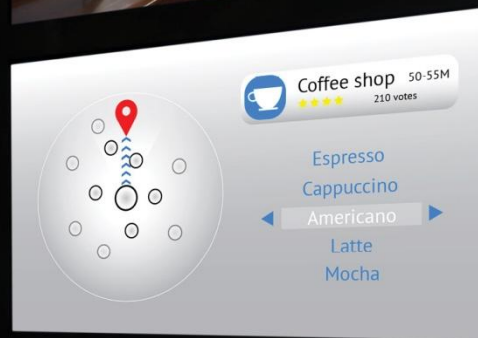 Coffee shop 50-55M
210 votes
Espresso
Cappuccino
Americano
Latte
Mocha